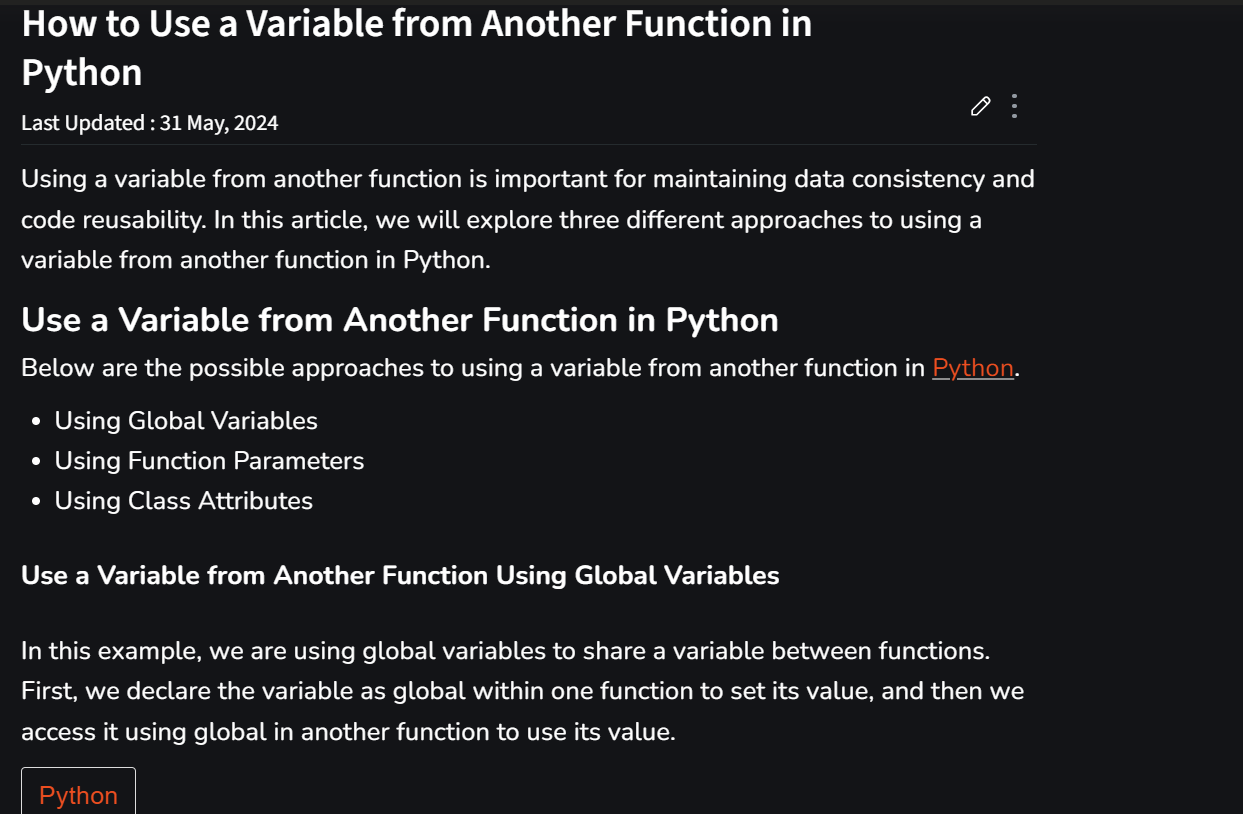 How to Use a Variable from Another Function in
Python
Last Updated : 31 May, 2024
Using a variable from another function is important for maintaining data consistency and
code reusability. In this article, we will explore three different approaches to using a
variable from another function in Python.
Use a Variable from Another Function in Python
Below are the possible approaches to using a variable from another function in Python.
• Using Global Variables
• Using Function Parameters
• Using Class Attributes
Use a Variable from Another Function Using Global Variables
In this example, we are using global variables to share a variable between functions.
First, we declare the variable as global within one function to set its value, and then we
access it using global in another function to use its value.
Python